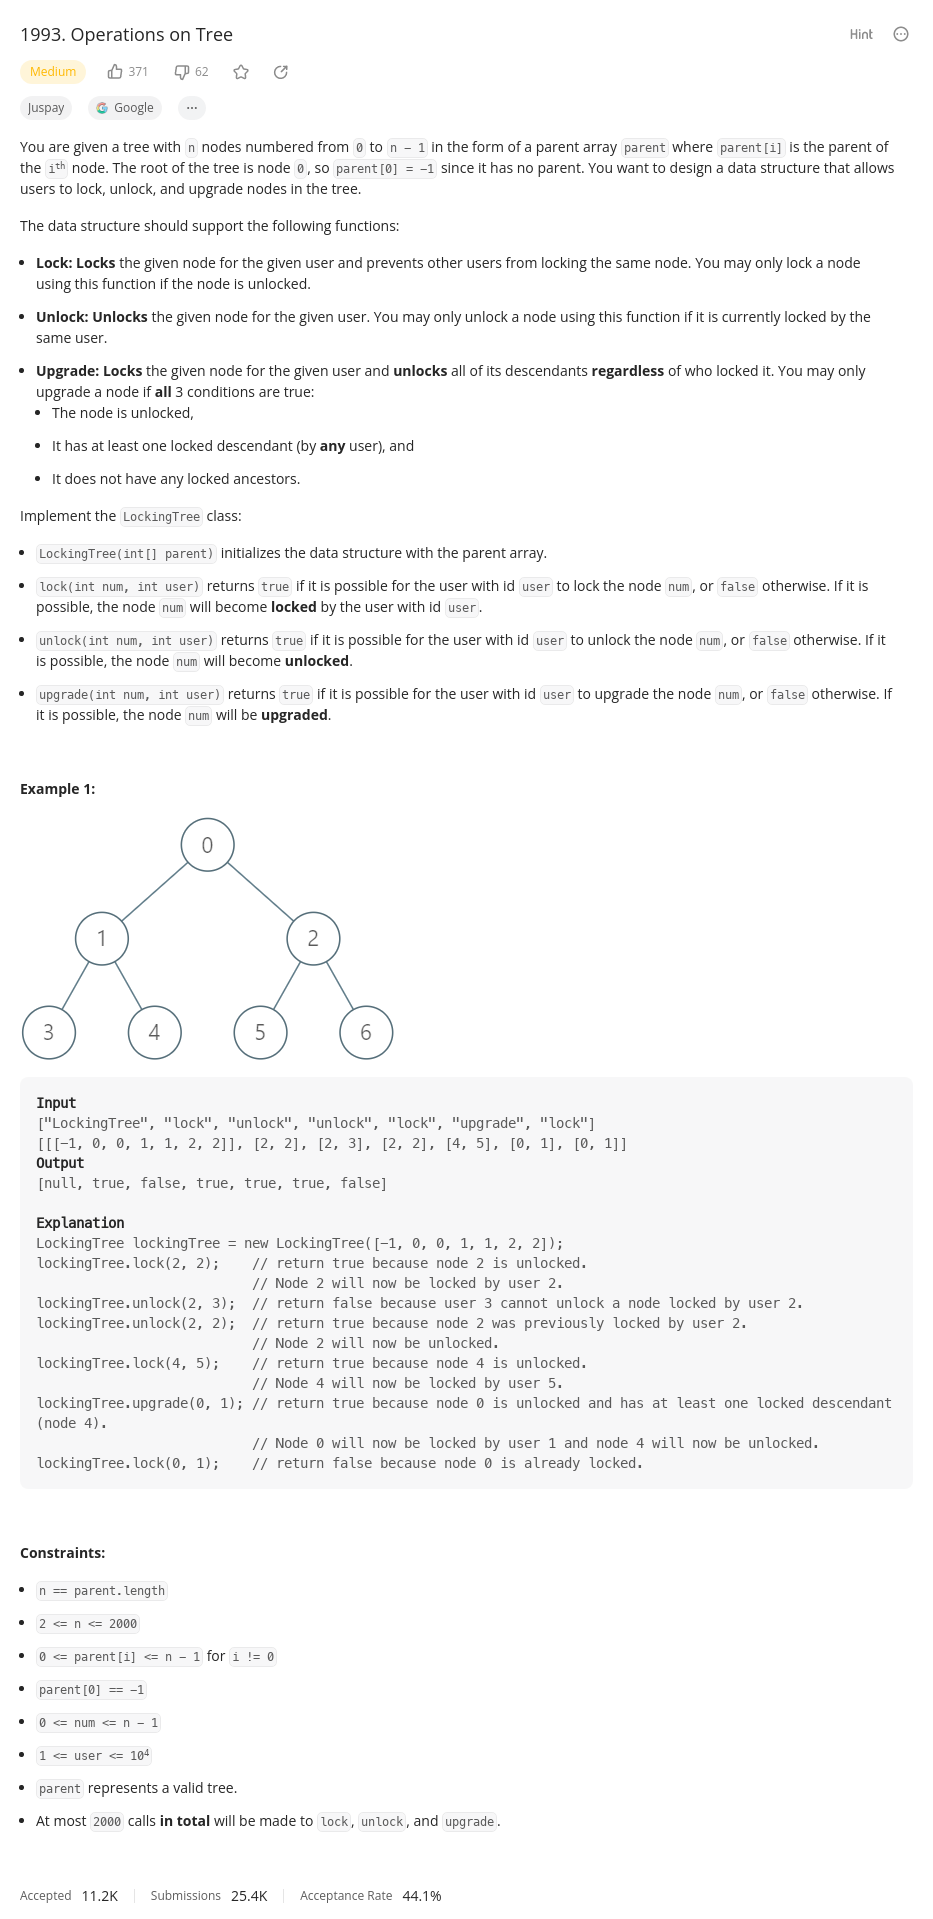 1993. Operations on Tree
Hint
Medium 371 62
Juspay Google ...
You are given a tree with n nodes numbered from 0 to n - 1 in the form of a parent array parent where parent[i] is the parent of
the iᵗʰ node. The root of the tree is node 0, so parent[0] = -1 since it has no parent. You want to design a data structure that allows
users to lock, unlock, and upgrade nodes in the tree.
The data structure should support the following functions:
• Lock: Locks the given node for the given user and prevents other users from locking the same node. You may only lock a node
using this function if the node is unlocked.
• Unlock: Unlocks the given node for the given user. You may only unlock a node using this function if it is currently locked by the
same user.
• Upgrade: Locks the given node for the given user and unlocks all of its descendants regardless of who locked it. You may only
upgrade a node if all 3 conditions are true:
• The node is unlocked,
• It has at least one locked descendant (by any user), and
• It does not have any locked ancestors.
Implement the LockingTree class:
• LockingTree(int[] parent) initializes the data structure with the parent array.
• lock(int num, int user) returns true if it is possible for the user with id user to lock the node num, or false otherwise. If it is
possible, the node num will become locked by the user with id user.
• unlock(int num, int user) returns true if it is possible for the user with id user to unlock the node num, or false otherwise. If it
is possible, the node num will become unlocked.
• upgrade(int num, int user) returns true if it is possible for the user with id user to upgrade the node num, or false otherwise. If
it is possible, the node num will be upgraded.
Example 1:
0
1 2
3 4 5 6
Input
["LockingTree", "lock", "unlock", "unlock", "lock", "upgrade", "lock"]
[[[-1, 0, 0, 1, 1, 2, 2]], [2, 2], [2, 3], [2, 2], [4, 5], [0, 1], [0, 1]]
Output
[null, true, false, true, true, true, false]
Explanation
LockingTree lockingTree = new LockingTree([-1, 0, 0, 1, 1, 2, 2]);
lockingTree.lock(2, 2);    // return true because node 2 is unlocked.
// Node 2 will now be locked by user 2.
lockingTree.unlock(2, 3);  // return false because user 3 cannot unlock a node locked by user 2.
lockingTree.unlock(2, 2);  // return true because node 2 was previously locked by user 2.
// Node 2 will now be unlocked.
lockingTree.lock(4, 5);    // return true because node 4 is unlocked.
// Node 4 will now be locked by user 5.
lockingTree.upgrade(0, 1); // return true because node 0 is unlocked and has at least one locked descendant
(node 4).
// Node 0 will now be locked by user 1 and node 4 will now be unlocked.
lockingTree.lock(0, 1);    // return false because node 0 is already locked.
Constraints:
• n == parent.length
• 2 <= n <= 2000
• 0 <= parent[i] <= n - 1 for i != 0
• parent[0] == -1
• 0 <= num <= n - 1
• 1 <= user <= 10⁴
• parent represents a valid tree.
• At most 2000 calls in total will be made to lock, unlock, and upgrade.
Accepted 11.2K Submissions 25.4K Acceptance Rate 44.1%